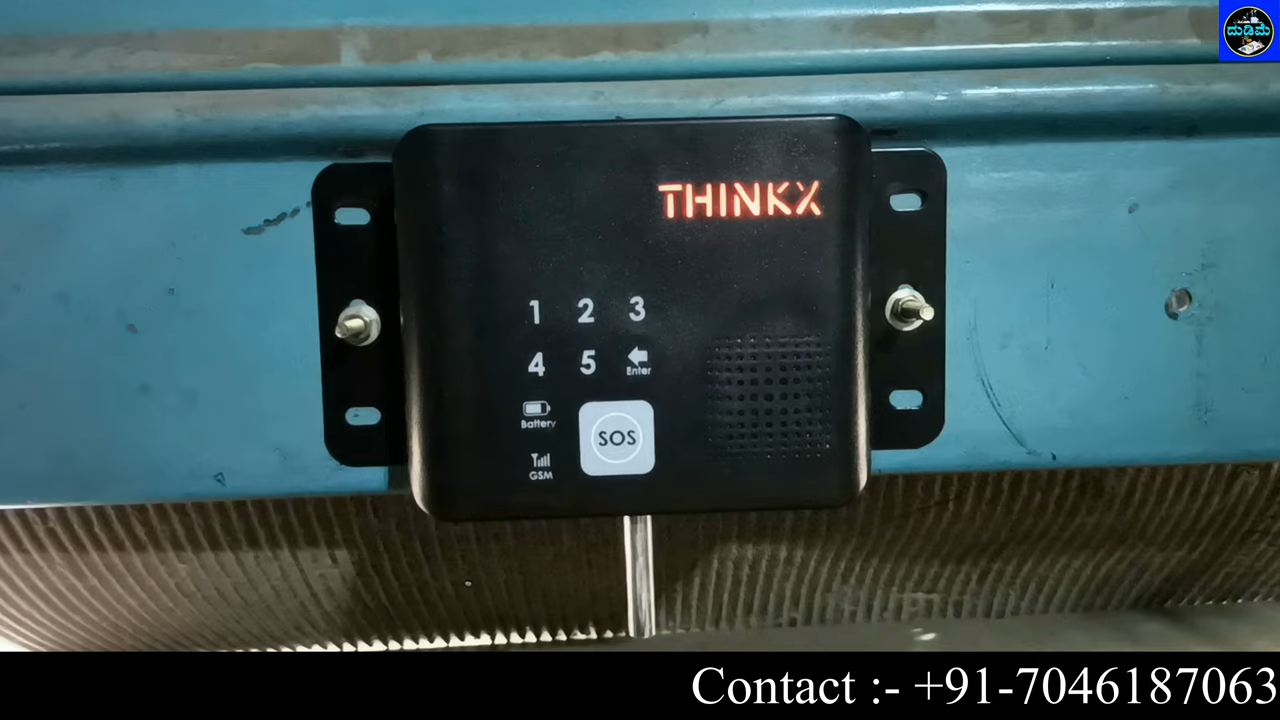 ದುಡಿಮೆ
THINKX
1 2 3
4 5 Enter
Battery
SOS
GSM
Contact :- +91-7046187063